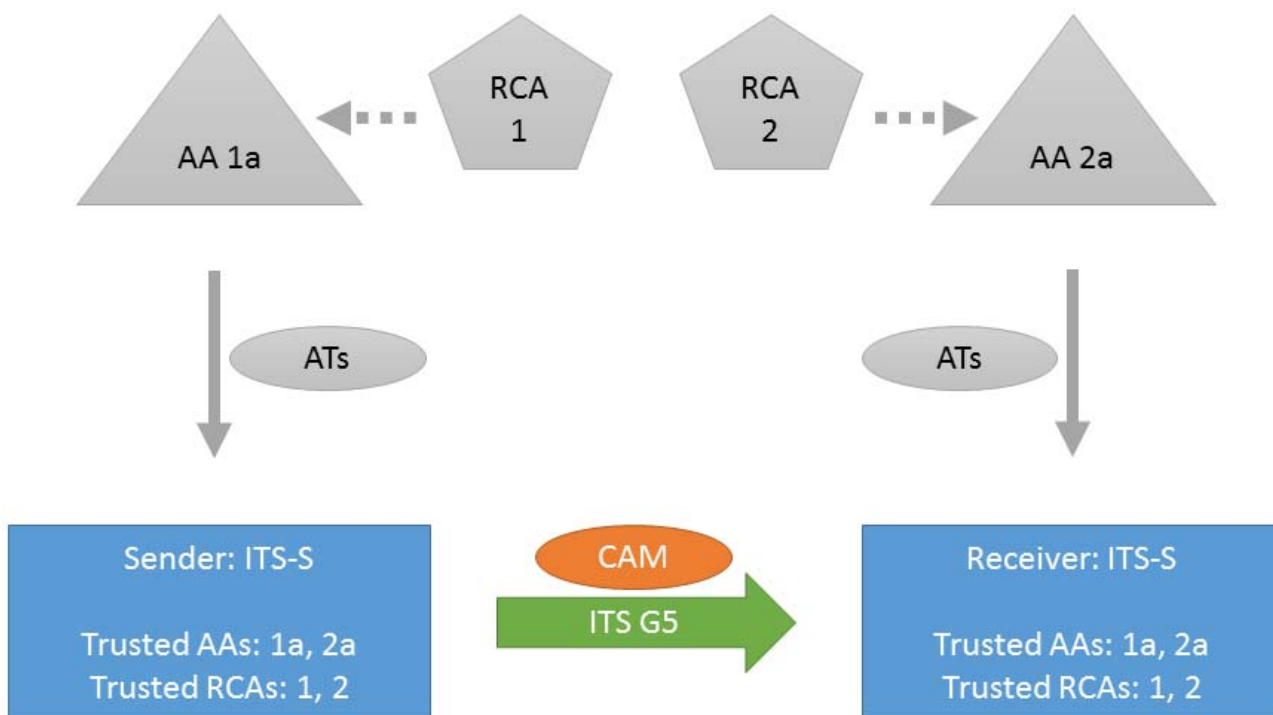 RCA
1
RCA
2
AA 1a
AA 2a
ATs
ATs
Sender: ITS-S
Trusted AAs: 1a, 2a
Trusted RCAs: 1, 2
CAM
ITS G5
Receiver: ITS-S
Trusted AAs: 1a, 2a
Trusted RCAs: 1, 2